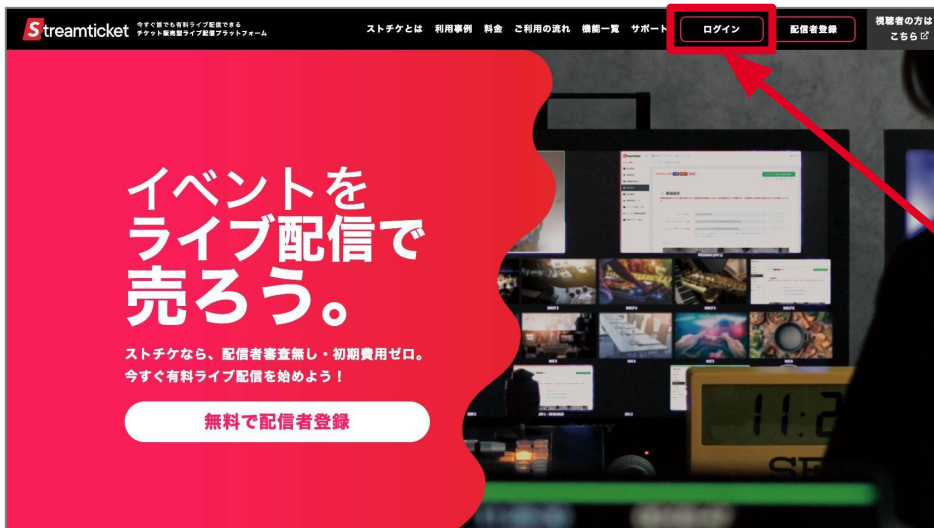 Streamticket
今すぐ誰でも有料ライブ配信できる
チケット販売型ライブ配信プラットフォーム
ストチケとは 利用事例 料金 ご利用の流れ 機能一覧 サポート ログイン 配信者登録
視聴者の方は
こちら
イベントを
ライブ配信で
売ろう。
ストチケなら、配信者審査無し・初期費用ゼロ。
今すぐ有料ライブ配信を始めよう！
無料で配信者登録
11:2